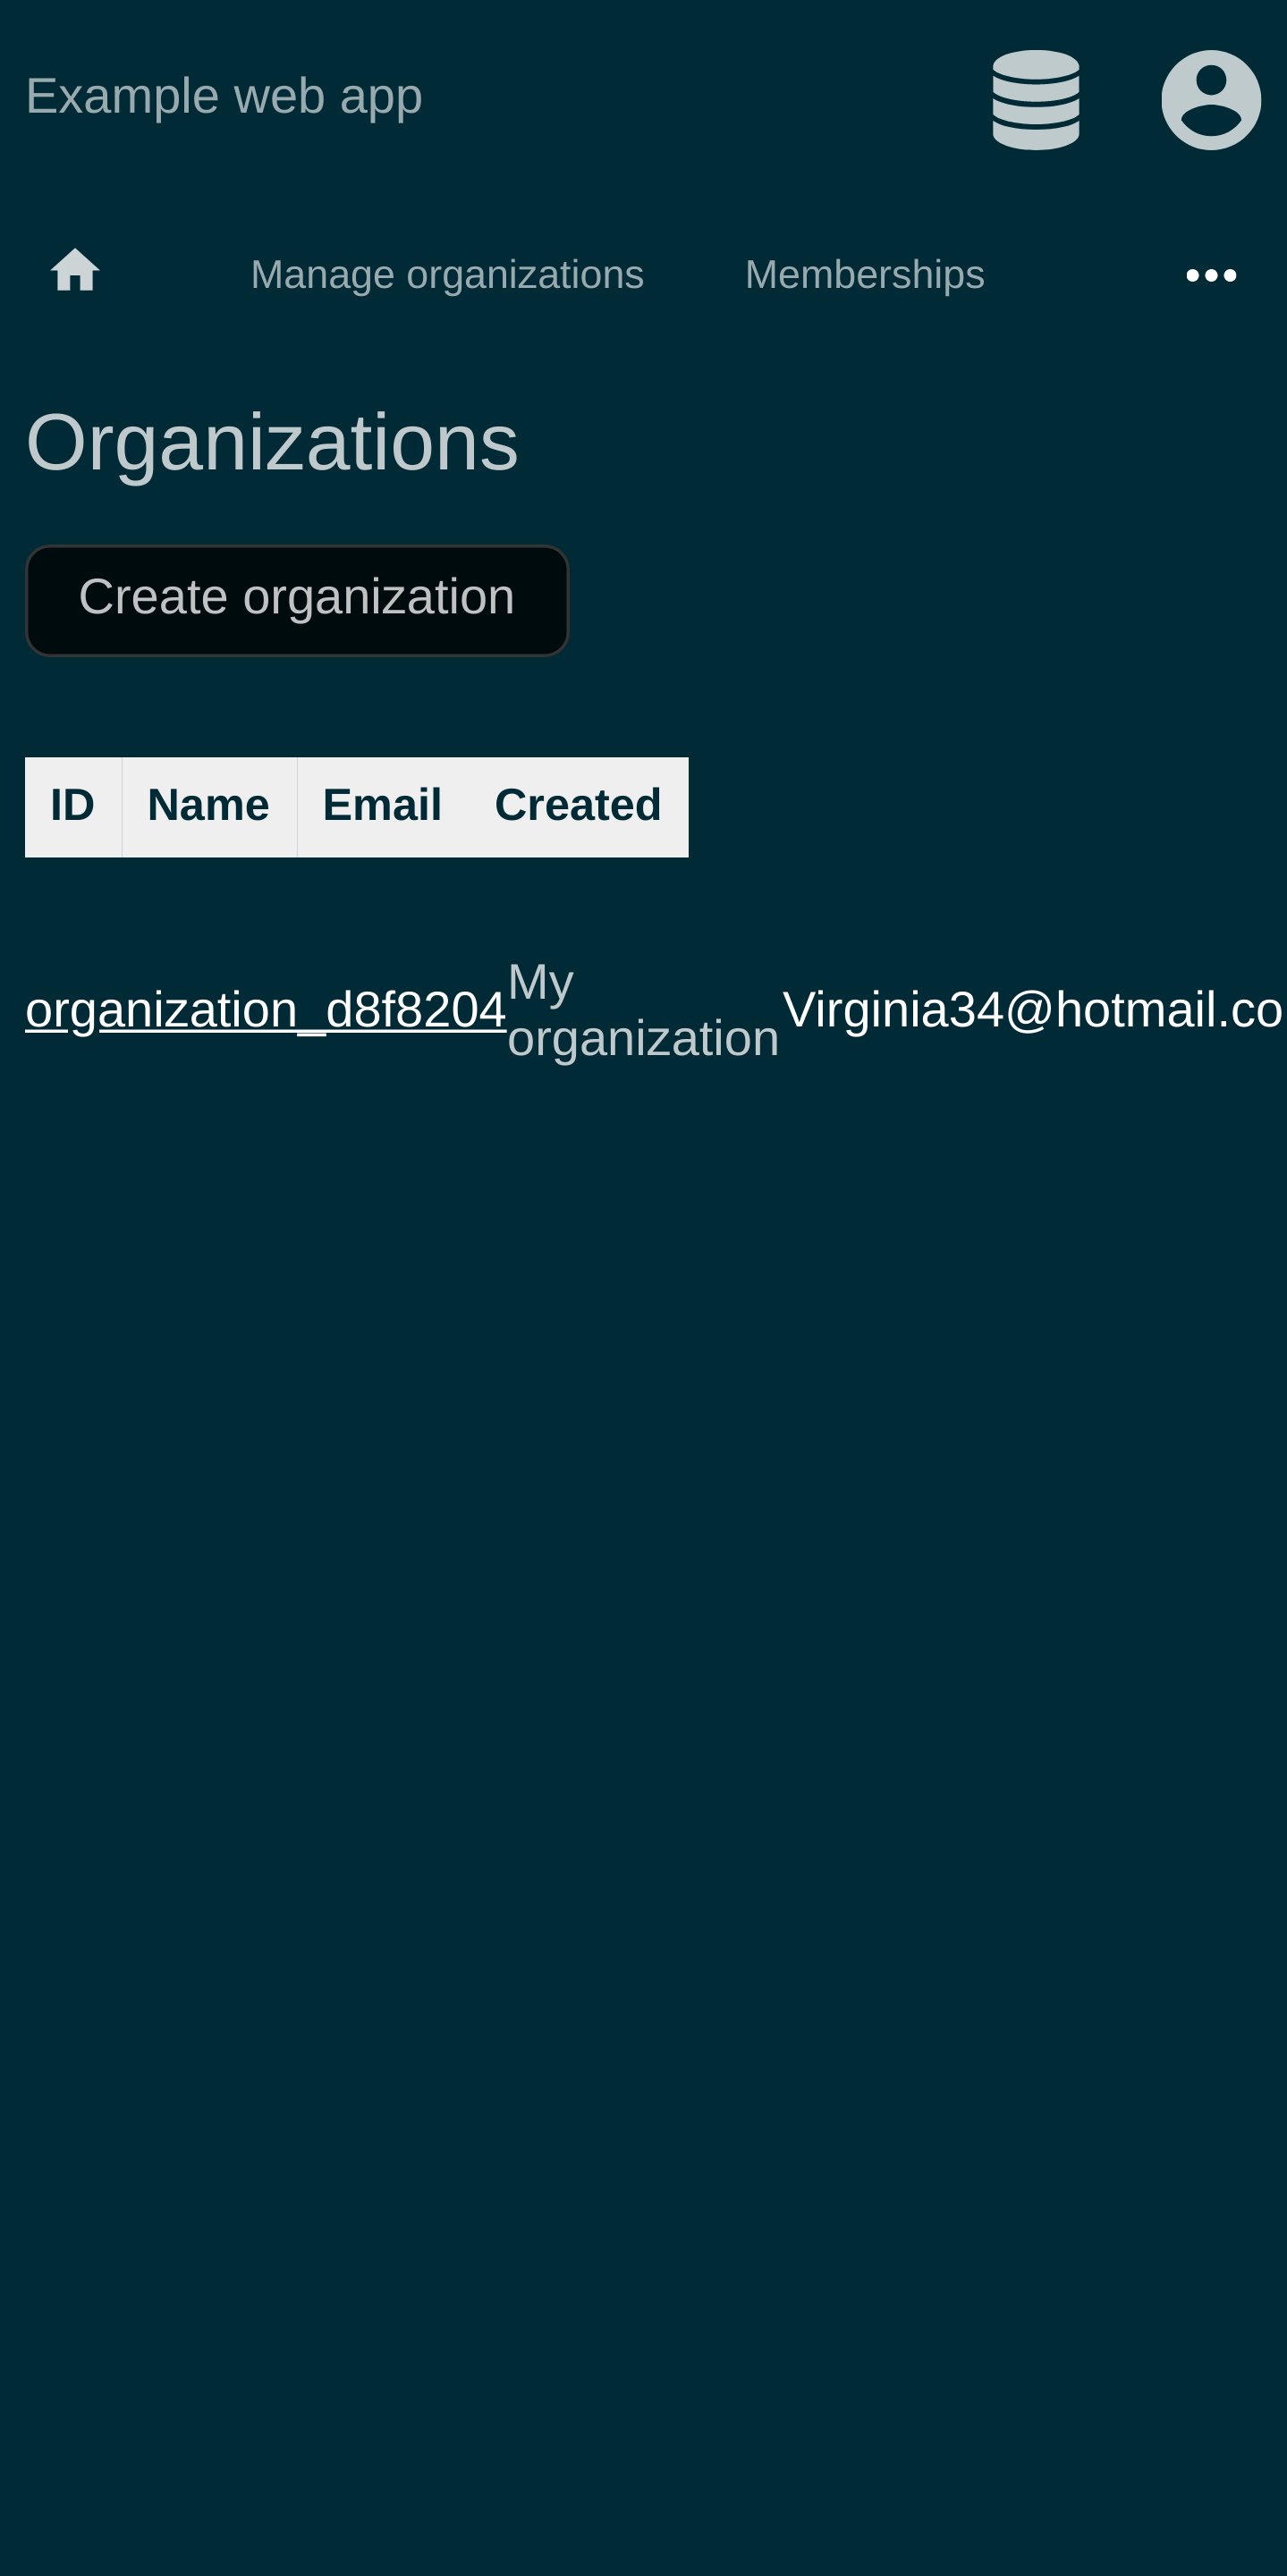 Example web app
Manage organizations Memberships
Organizations
Create organization
ID Name Email Created
organization_d8f8204 My organization Virginia34@hotmail.co